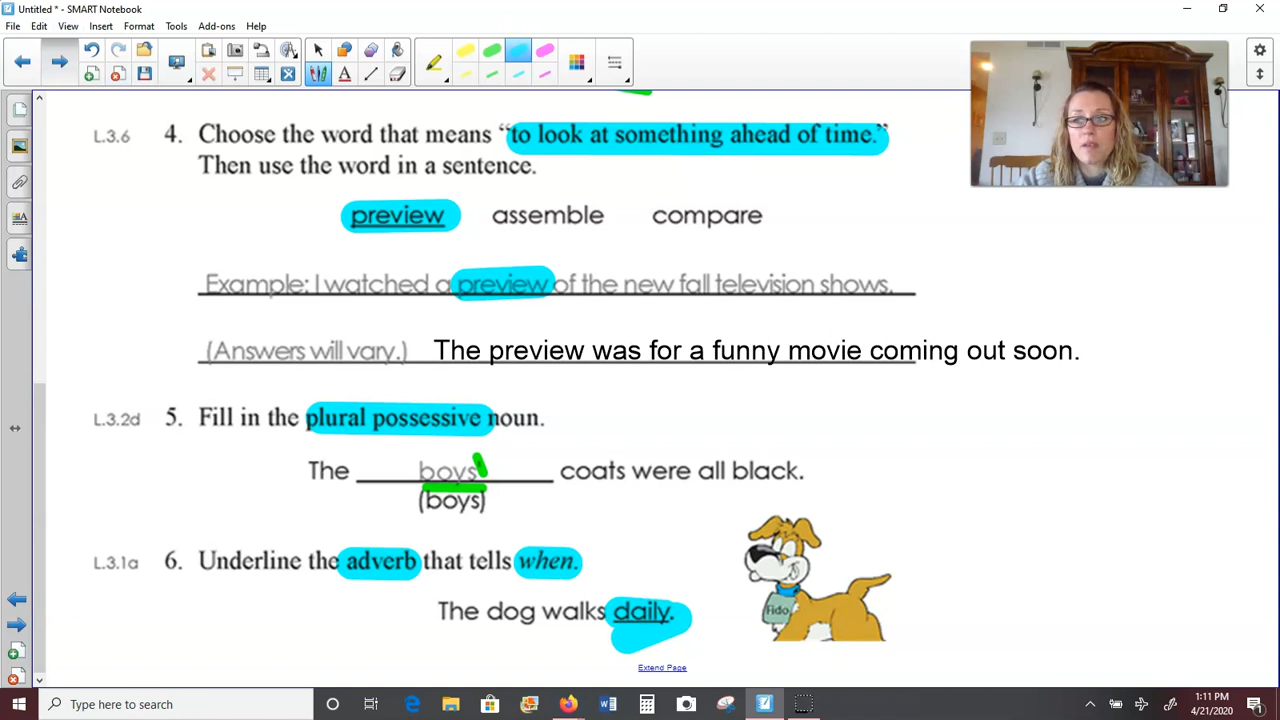 Untitled * - SMART Notebook
File Edit View Insert Format Tools Add-ons Help
L.3.6 4. Choose the word that means “to look at something ahead of time.”
Then use the word in a sentence.
preview assemble compare
Example: I watched a preview of the new fall television shows.
(Answers will vary.) The preview was for a funny movie coming out soon.
L.3.2d 5. Fill in the plural possessive noun.
The boys' coats were all black.
(boys)
L.3.1a 6. Underline the adverb that tells when.
The dog walks daily.
Fido
Extend Page
Type here to search
1:11 PM
4/21/2020